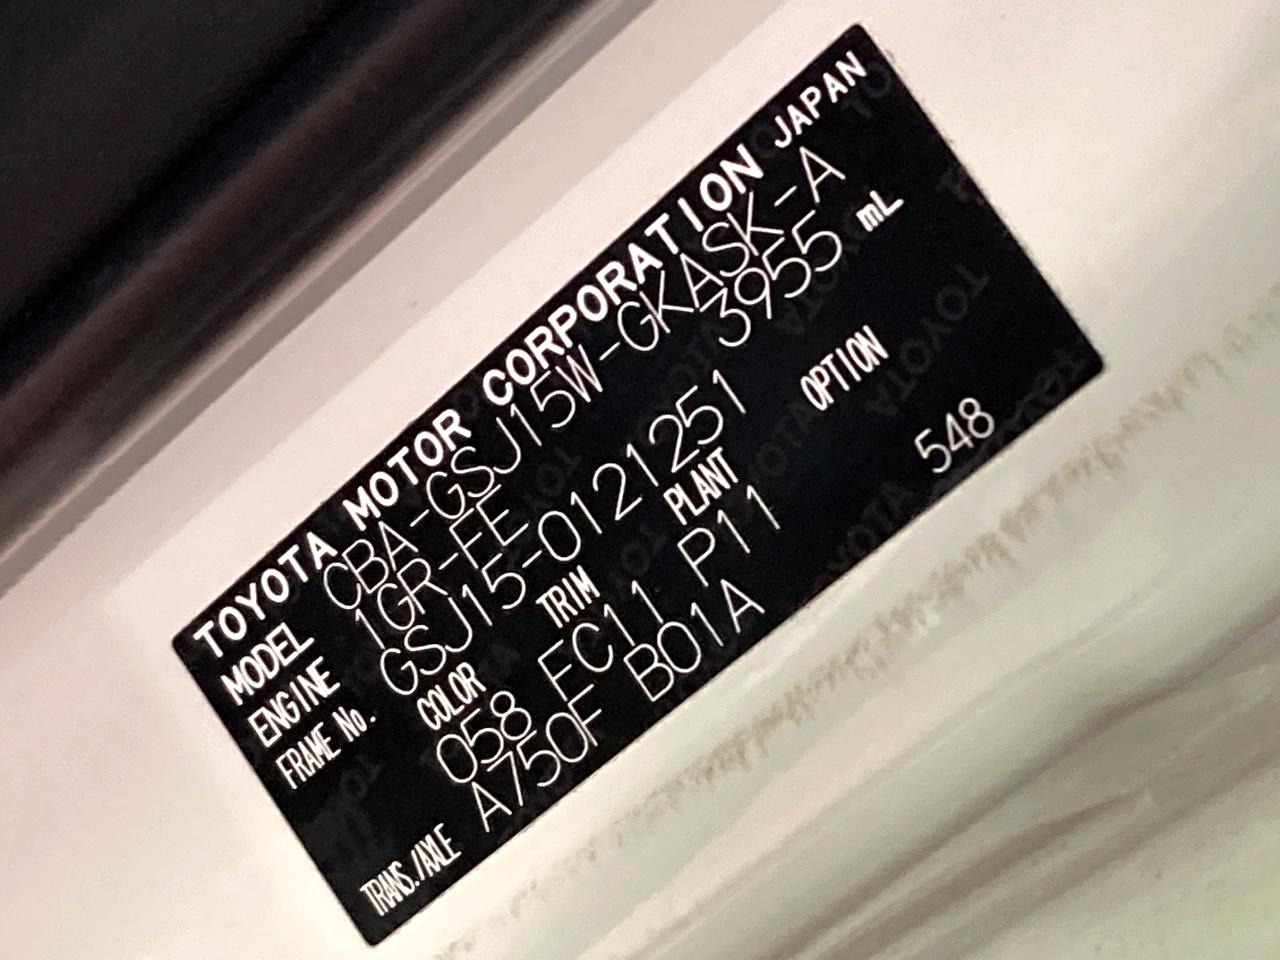 TOYOTA MOTOR CORPORATION JAPAN
MODEL CBA-GSJ15W-GKASK-A
ENGINE 1GR-FE 3955 mL
FRAME No. GSJ15-0121251
COLOR TRIM PLANT OPTION
058 FC11 P11
TRANS./AXLE A750F B01A 548